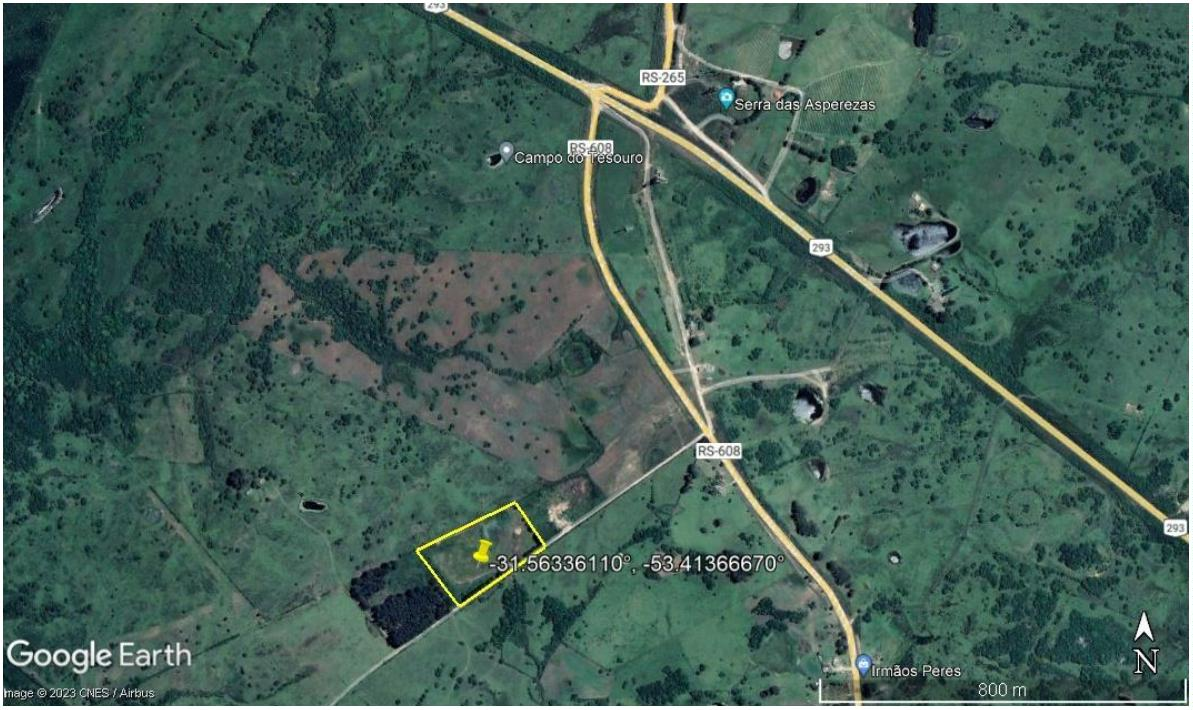 293
RS-265
Serra das Asperezas
RS-608
Campo do Tesouro
293
RS-608
293
-31.56336110°, -53.41366670°
Google Earth
Irmãos Peres
N
800 m
mage © 2023 CNES / Airbus